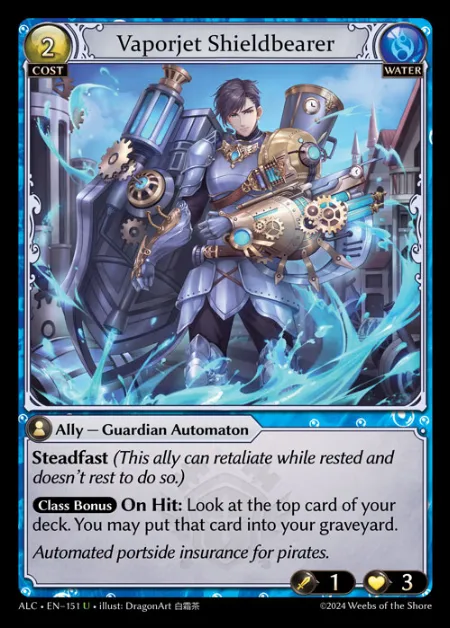 2
Vaporjet Shieldbearer
COST
WATER
Ally — Guardian Automaton
Steadfast (This ally can retaliate while rested and
doesn't rest to do so.)
Class Bonus On Hit: Look at the top card of your
deck. You may put that card into your graveyard.
Automated portside insurance for pirates.
1
3
ALC • EN-151 U • illust: DragonArt 白霜茶
©2024 Weebs of the Shore